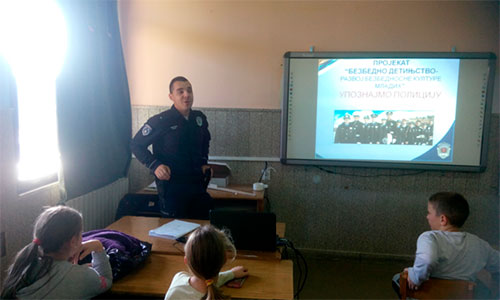 ПРОЈЕКАТ
"БЕЗБЕДНО ДЕТИЊСТВО-
РАЗВОЈ БЕЗБЕДНОСНЕ КУЛТУРЕ
МЛАДИХ"
УПОЗНАЈМО ПОЛИЦИЈУ